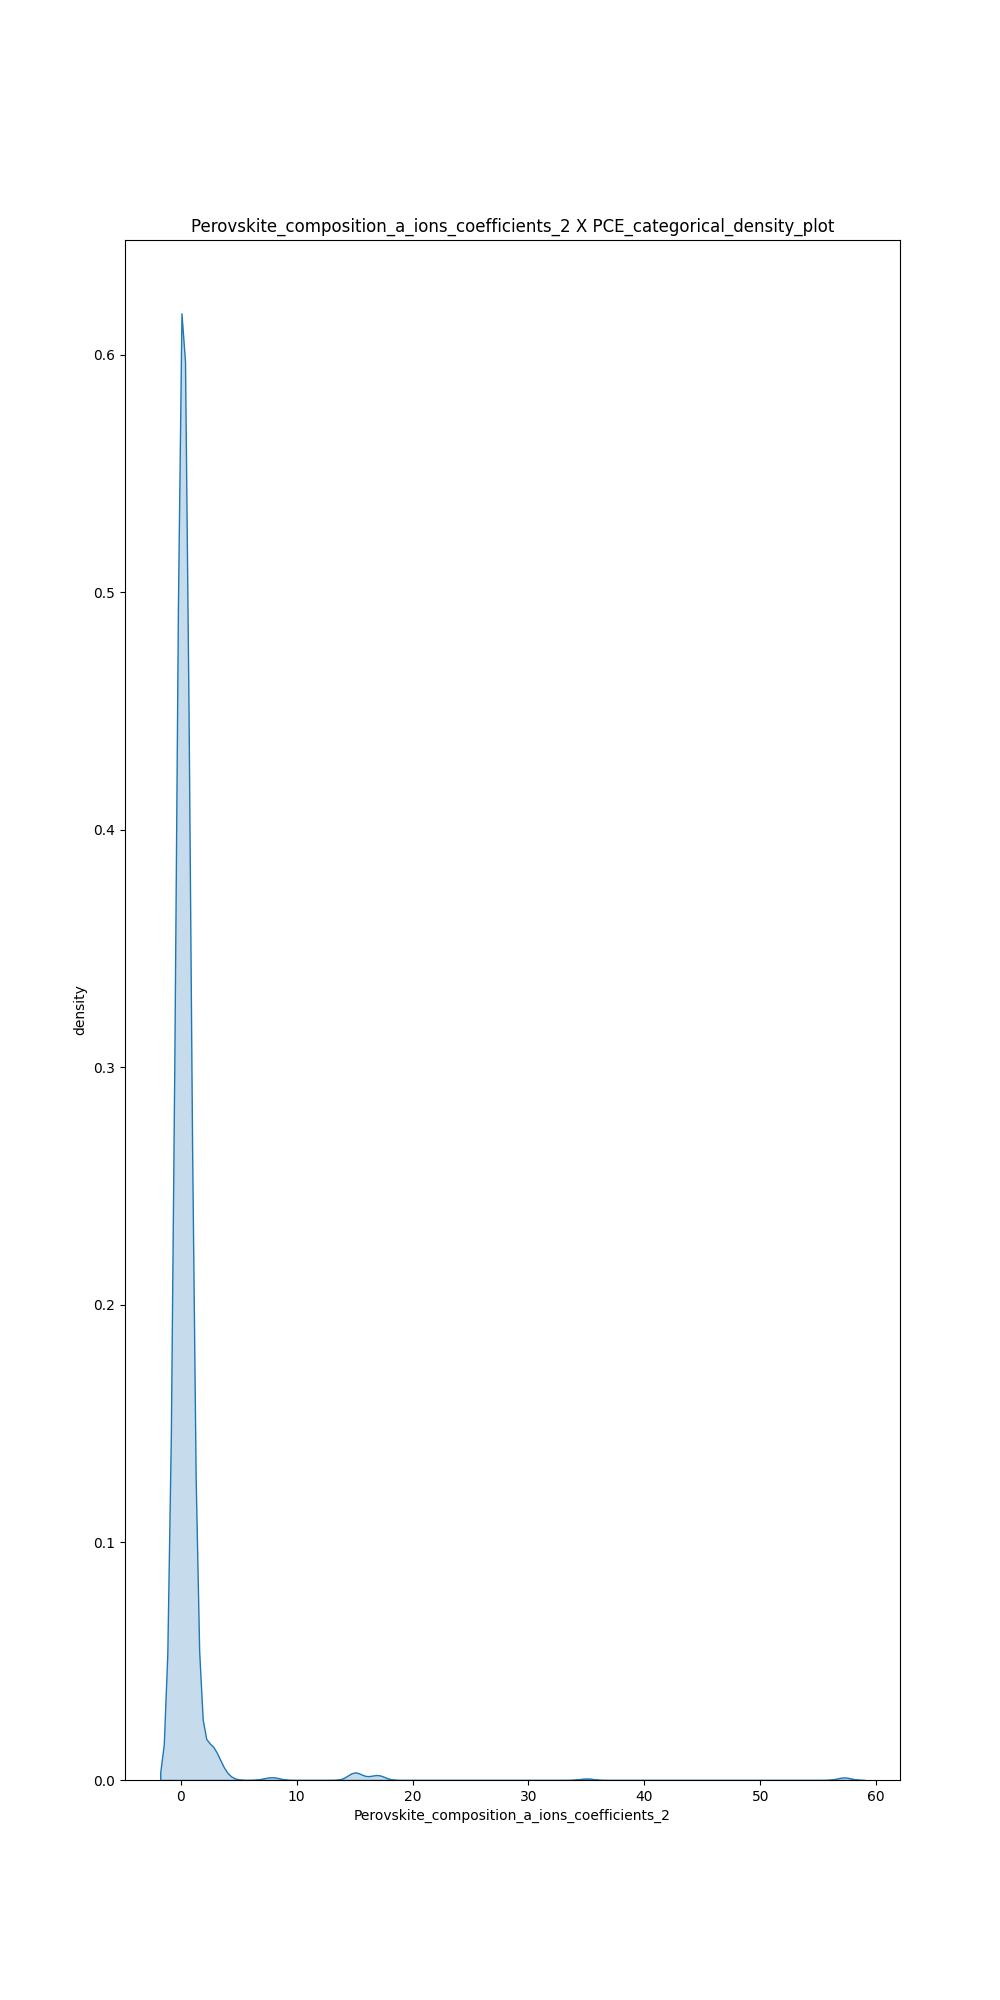 Perovskite_composition_a_ions_coefficients_2 X PCE_categorical_density_plot
density
0.6
0.5
0.4
0.3
0.2
0.1
0.0
0 10 20 30 40 50 60
Perovskite_composition_a_ions_coefficients_2